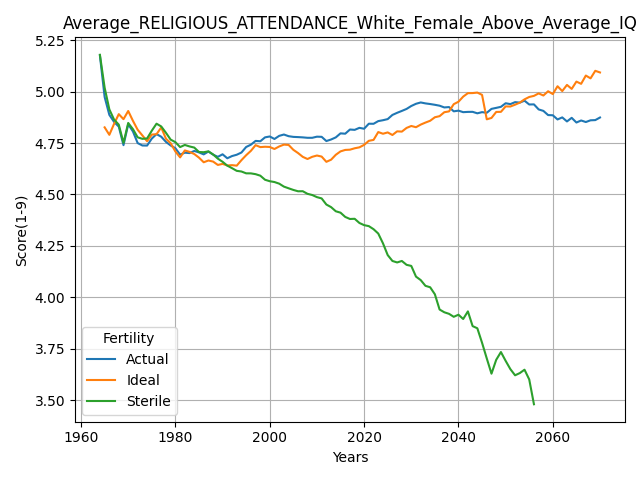 Average_RELIGIOUS_ATTENDANCE_White_Female_Above_Average_IQ
5.25
5.00
4.75
4.50
4.25
4.00
3.75
3.50
Score(1-9)
Fertility
Actual
Ideal
Sterile
1960
1980
2000
2020
2040
2060
Years